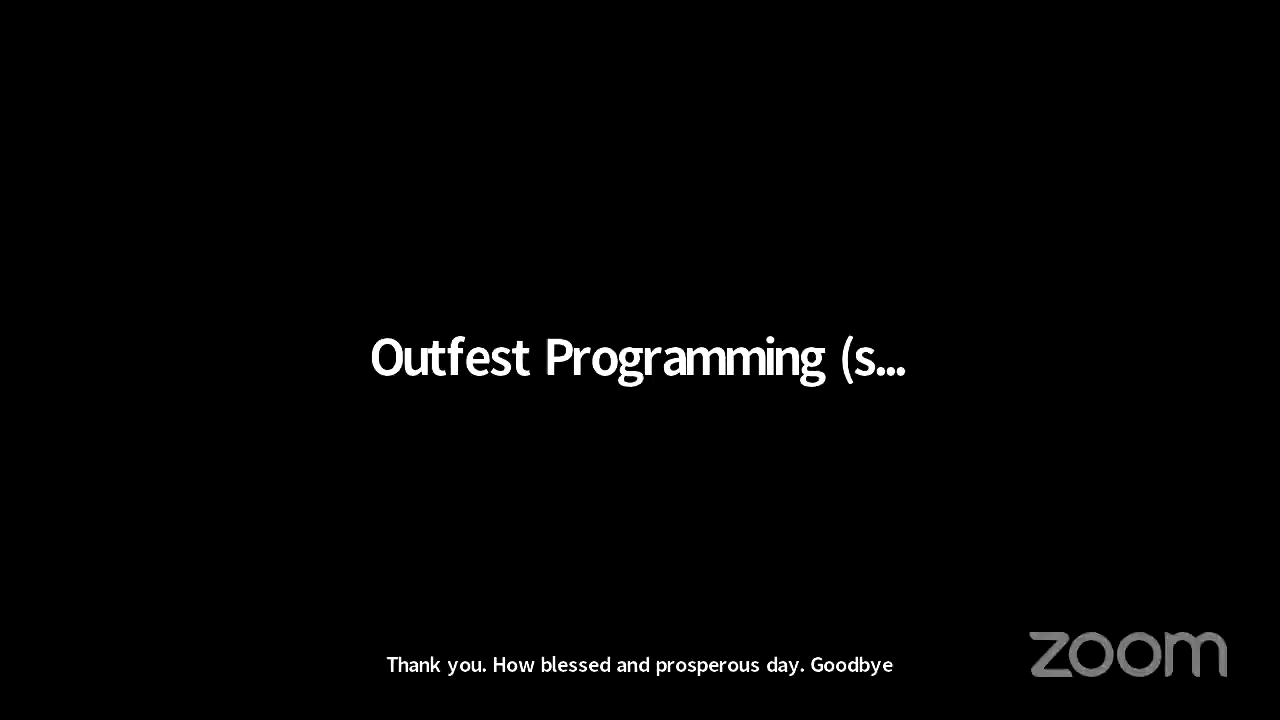 Outfest Programming (s...
Thank you. How blessed and prosperous day. Goodbye
zoom